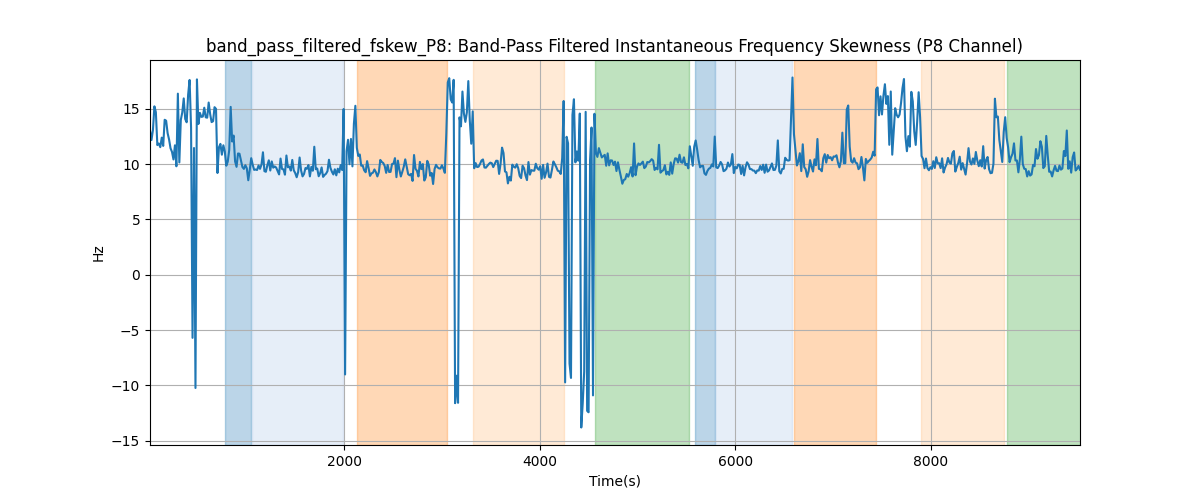 band_pass_filtered_fskew_P8: Band-Pass Filtered Instantaneous Frequency Skewness (P8 Channel)
15
10
5
0
−5
−10
−15
Hz
2000 4000 6000 8000
Time(s)